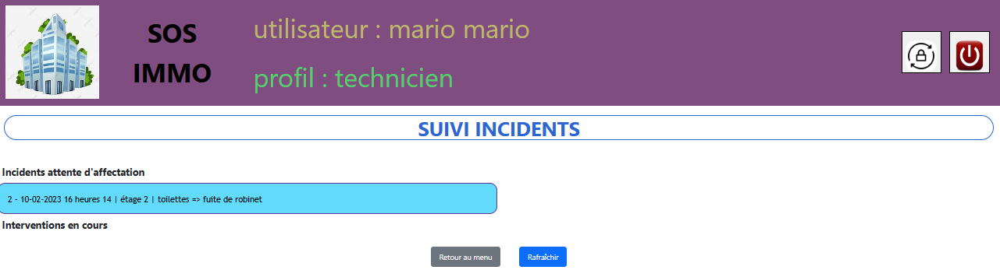 SOS
IMMO
utilisateur : mario mario
profil : technicien
SUIVI INCIDENTS
Incidents attente d'affectation
2 - 10-02-2023 16 heures 14 | étage 2 | toilettes => fuite de robinet
Interventions en cours
Retour au menu
Rafraîchir